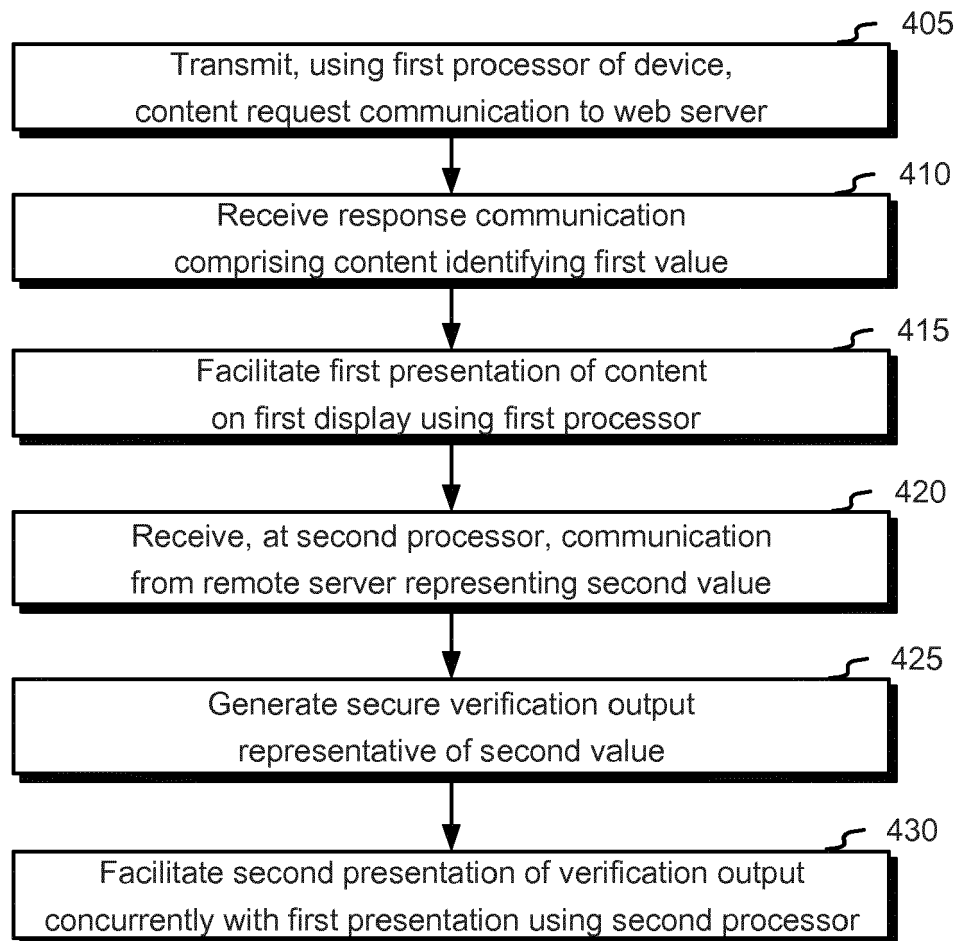 405
Transmit, using first processor of device,
content request communication to web server
410
Receive response communication
comprising content identifying first value
415
Facilitate first presentation of content
on first display using first processor
420
Receive, at second processor, communication
from remote server representing second value
425
Generate secure verification output
representative of second value
430
Facilitate second presentation of verification output
concurrently with first presentation using second processor